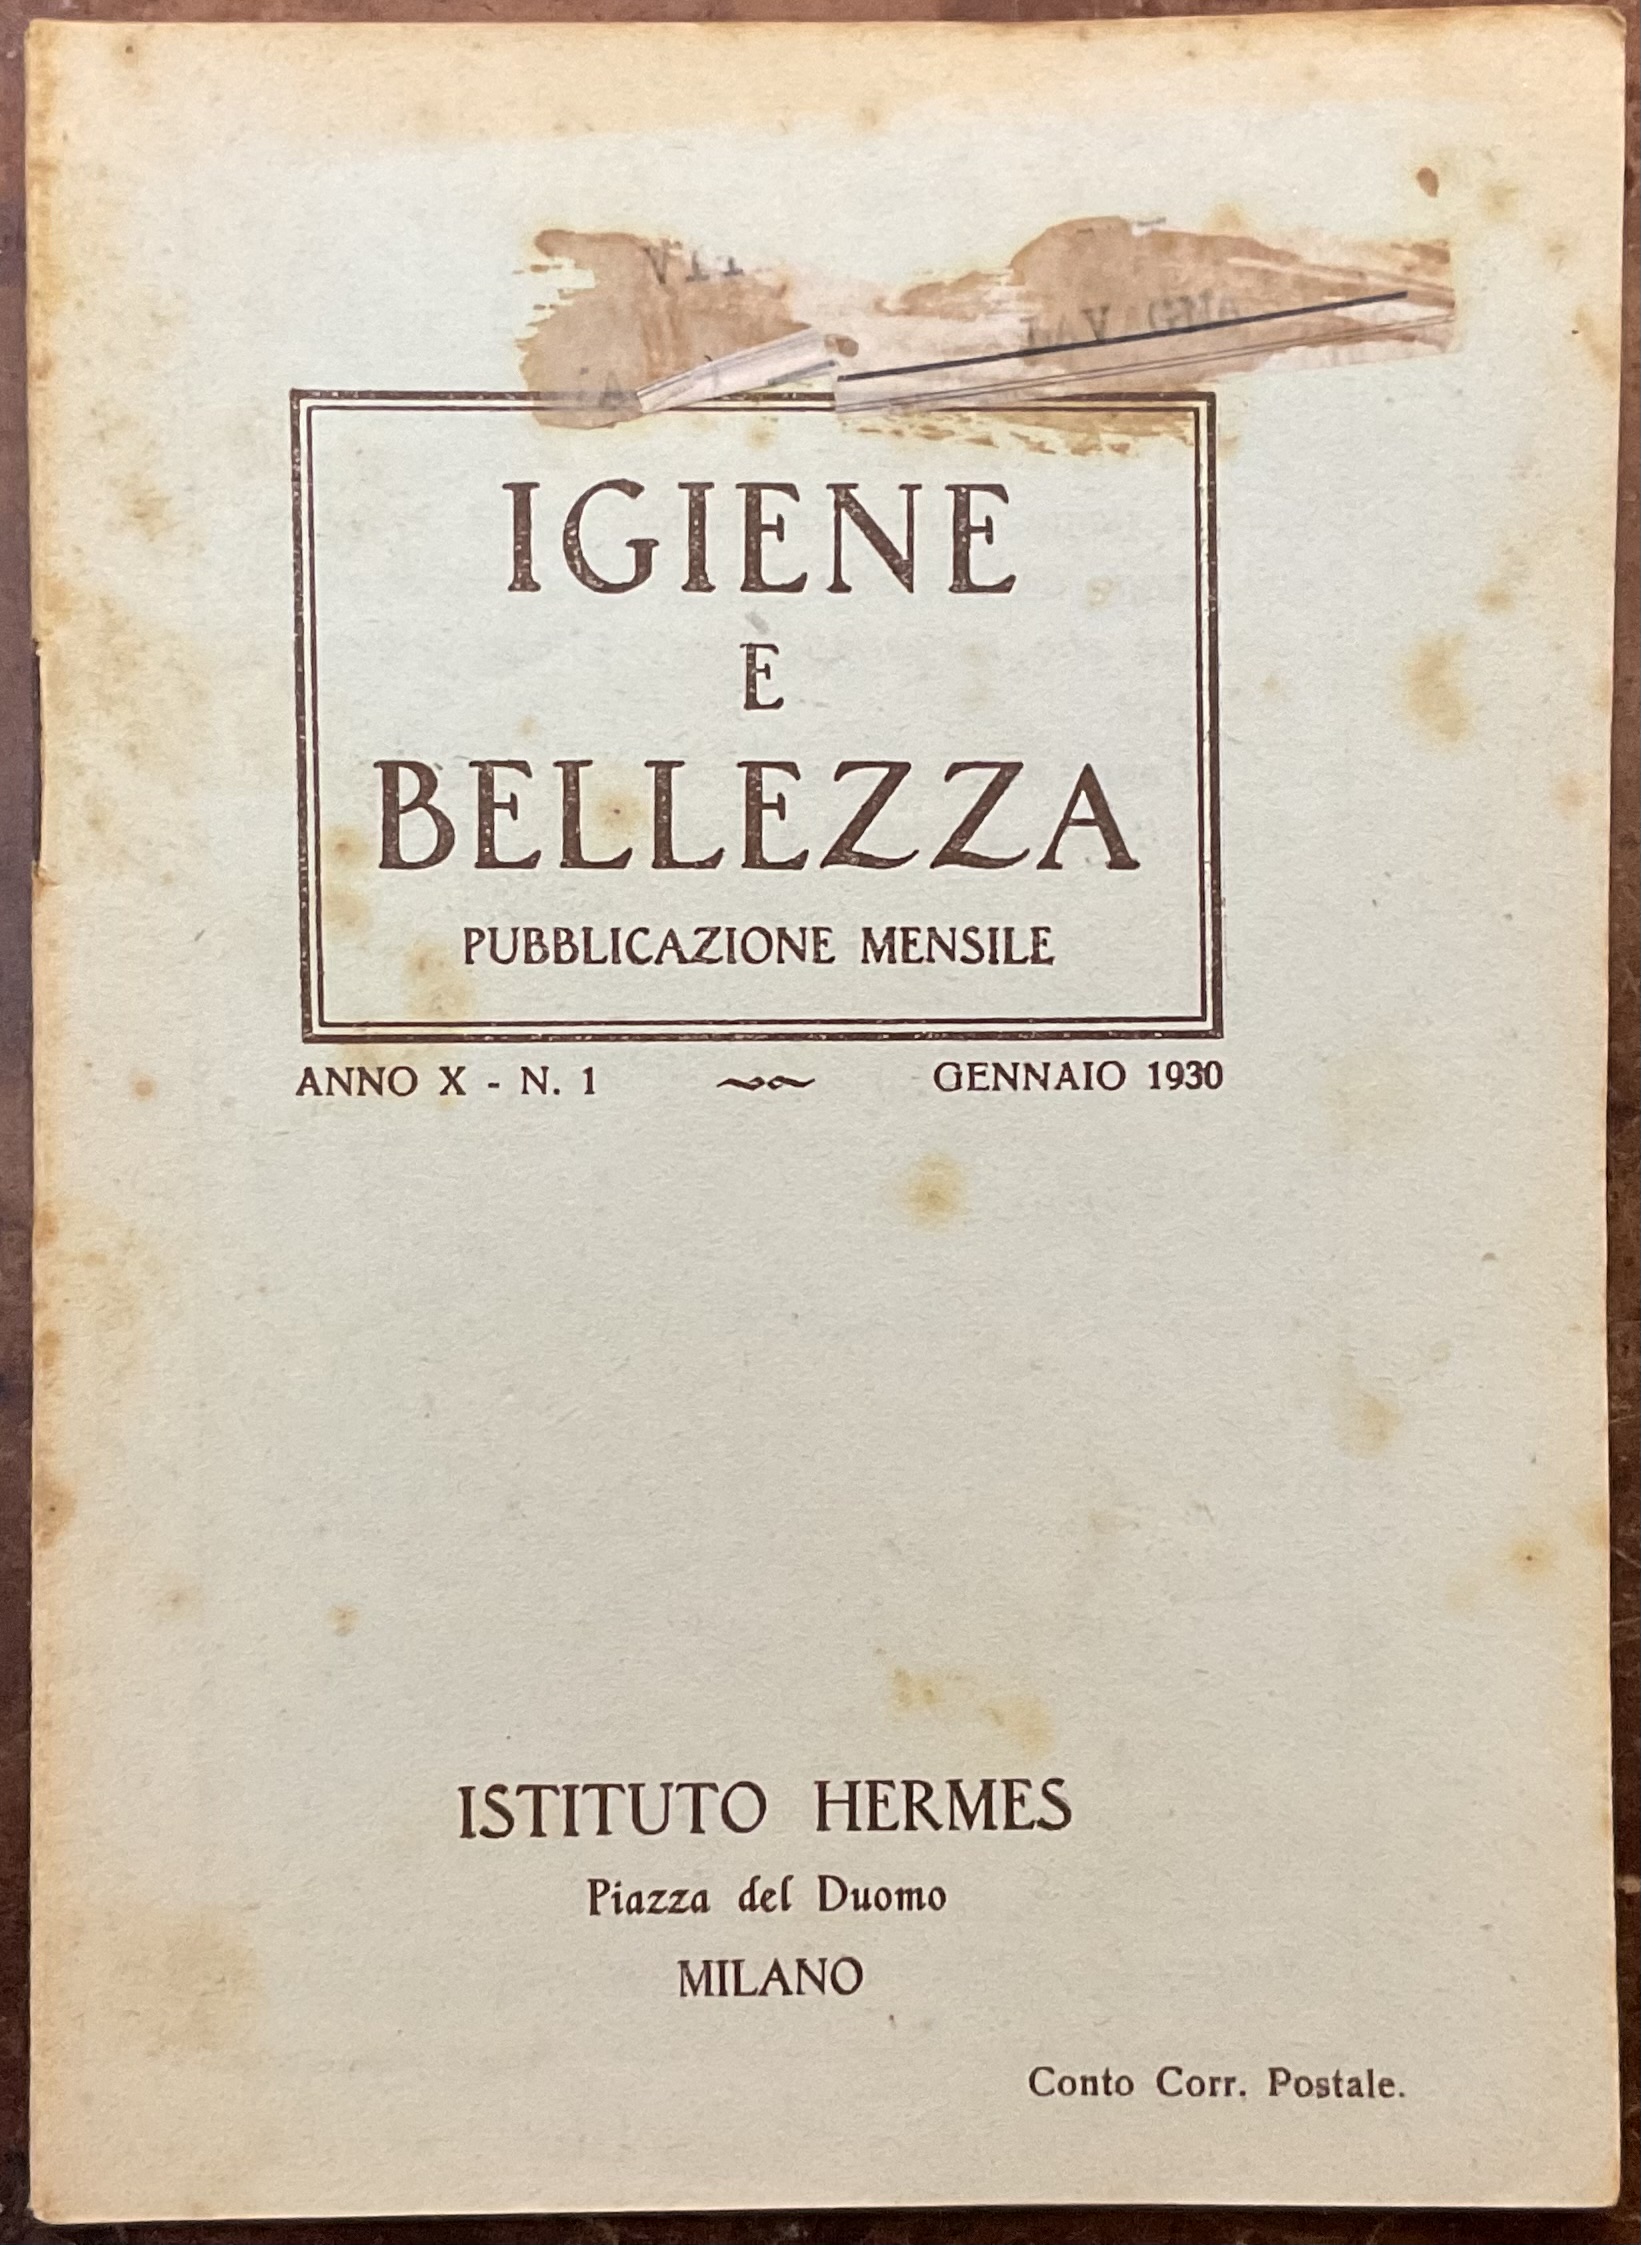 IGIENE
E
BELLEZZA
PUBBLICAZIONE MENSILE
ANNO X - N. 1 GENNAIO 1930
ISTITUTO HERMES
Piazza del Duomo
MILANO
Conto Corr. Postale.